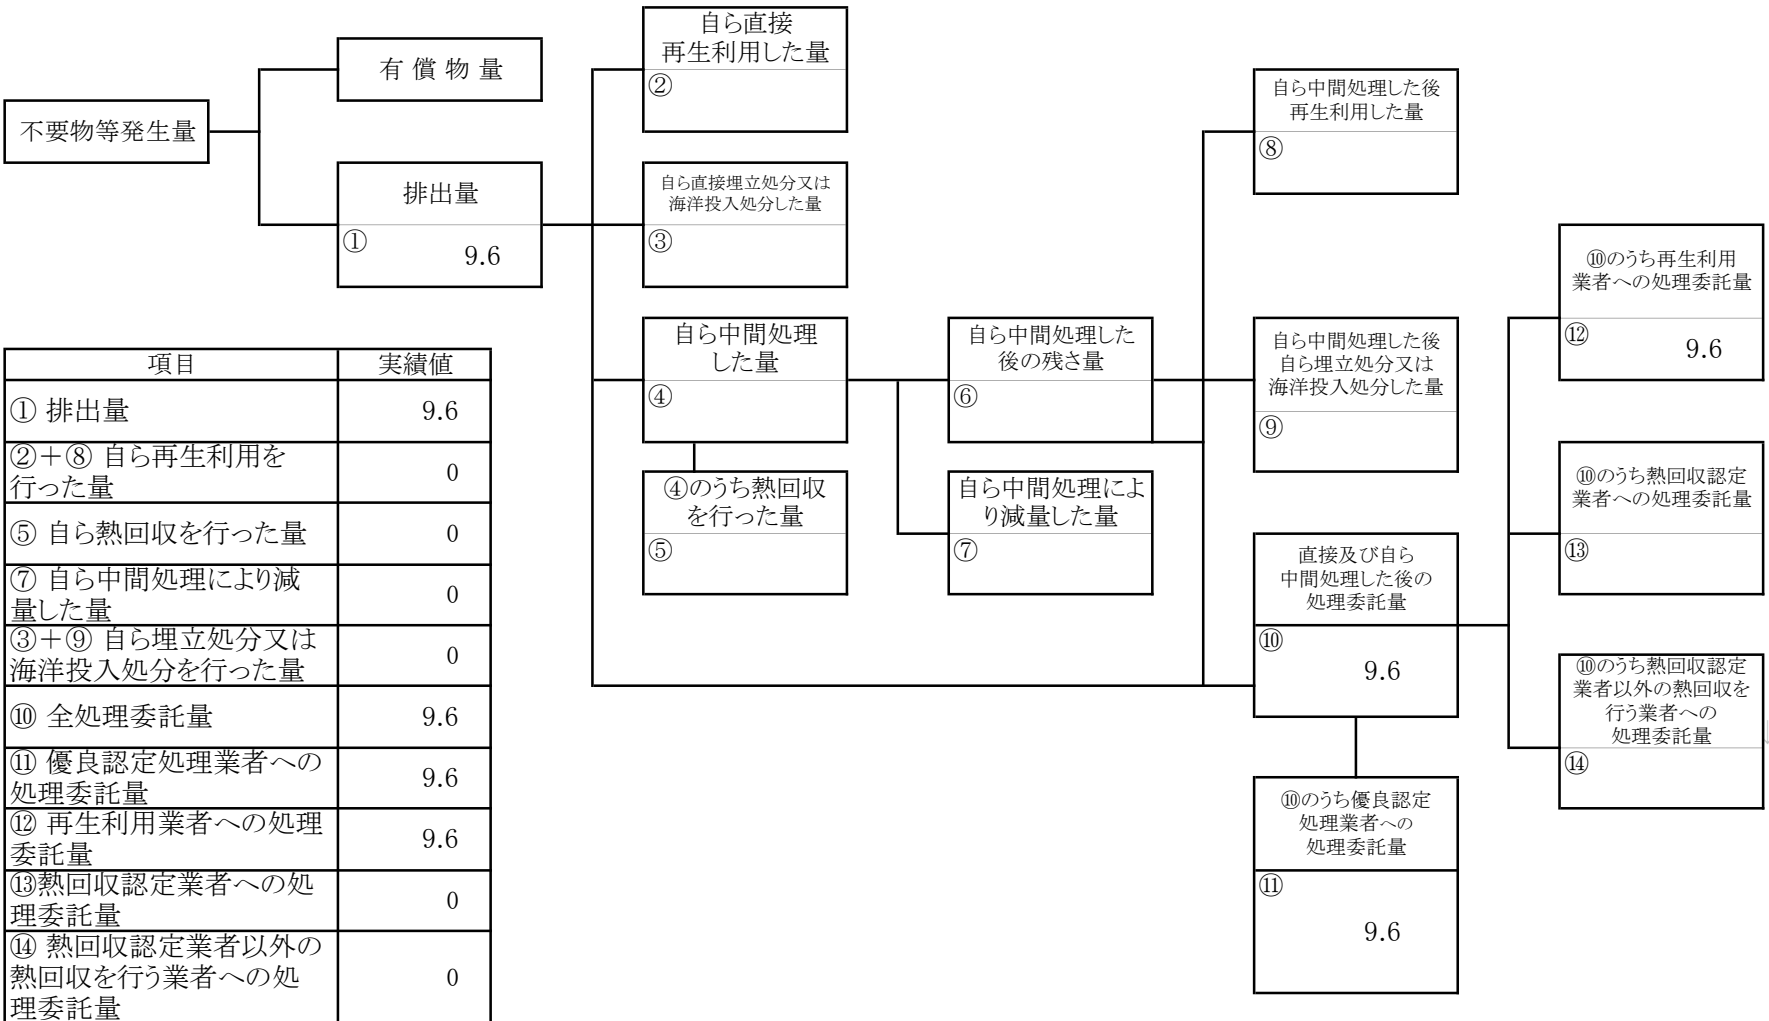 不要物等発生量
有 償 物 量
排出量
①
9.6
自ら直接
再生利用した量
②
自ら直接埋立処分又は
海洋投入処分した量
③
自ら中間処理
した量
④
④のうち熱回収
を行った量
⑤
自ら中間処理した
後の残さ量
⑥
自ら中間処理によ
り減量した量
⑦
自ら中間処理した後
再生利用した量
⑧
自ら中間処理した後
自ら埋立処分又は
海洋投入処分した量
⑨
直接及び自ら
中間処理した後の
処理委託量
⑩
9.6
⑩のうち優良認定
処理業者への
処理委託量
⑪
9.6
⑩のうち再生利用
業者への処理委託量
⑫
9.6
⑩のうち熱回収認定
業者への処理委託量
⑬
⑩のうち熱回収認定
業者以外の熱回収を
行う業者への
処理委託量
⑭
項目 実績値
① 排出量 9.6
②＋⑧ 自ら再生利用を
行った量 0
⑤ 自ら熱回収を行った量 0
⑦ 自ら中間処理により減
量した量 0
③＋⑨ 自ら埋立処分又は
海洋投入処分を行った量 0
⑩ 全処理委託量 9.6
⑪ 優良認定処理業者への
処理委託量 9.6
⑫ 再生利用業者への処理
委託量 9.6
⑬熱回収認定業者への処
理委託量 0
⑭ 熱回収認定業者以外の
熱回収を行う業者への処 0
理委託量